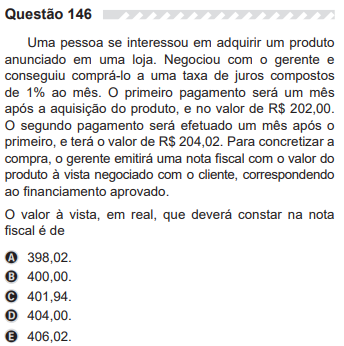 Questão 146
Uma pessoa se interessou em adquirir um produto
anunciado em uma loja. Negociou com o gerente e
conseguiu comprá-lo a uma taxa de juros compostos
de 1% ao mês. O primeiro pagamento será um mês
após a aquisição do produto, e no valor de R$ 202,00.
O segundo pagamento será efetuado um mês após o
primeiro, e terá o valor de R$ 204,02. Para concretizar a
compra, o gerente emitirá uma nota fiscal com o valor do
produto à vista negociado com o cliente, correspondendo
ao financiamento aprovado.
O valor à vista, em real, que deverá constar na nota
fiscal é de
A 398,02.
B 400,00.
C 401,94.
D 404,00.
E 406,02.